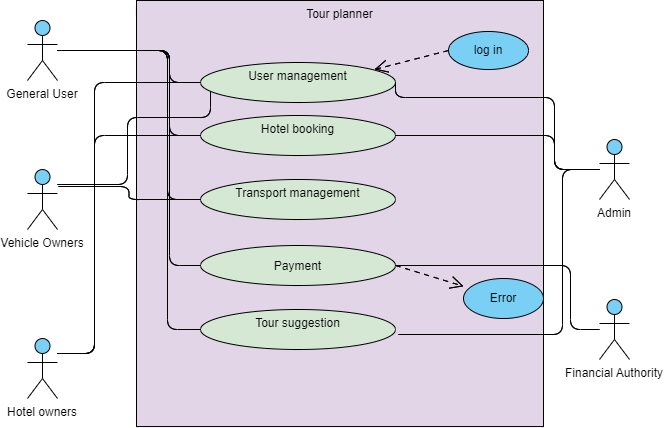 Tour planner
log in
User management
General User
Hotel booking
Transport management
Admin
Vehicle Owners
Payment
Error
Tour suggestion
Financial Authority
Hotel owners